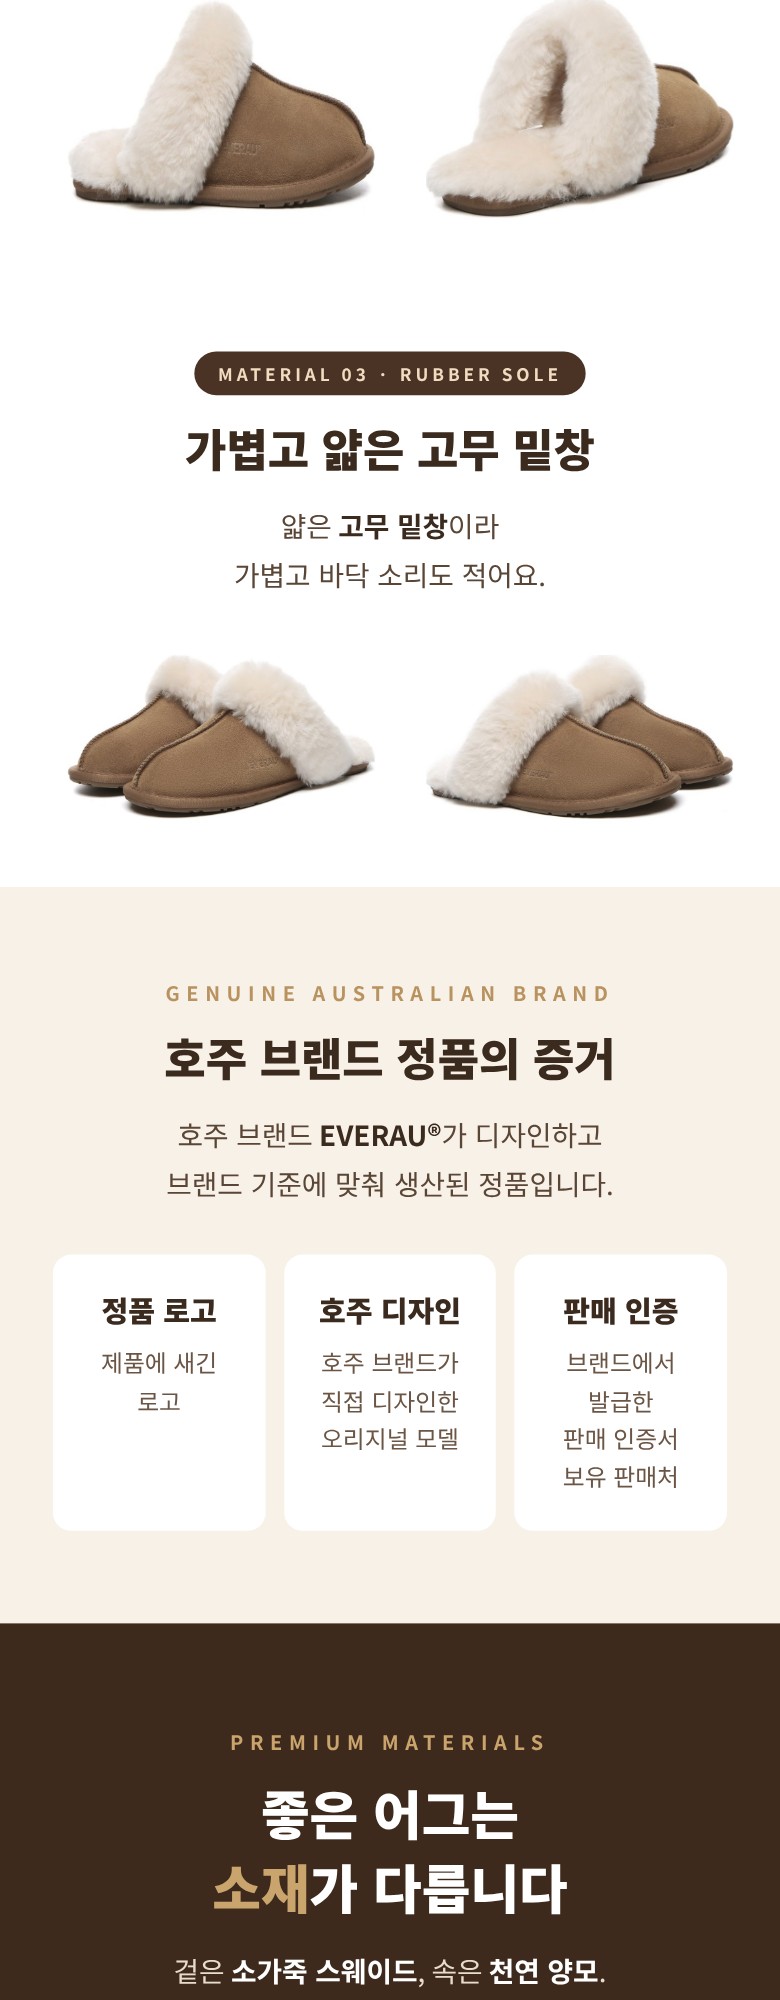 MATERIAL 03 · RUBBER SOLE
가볍고 얇은 고무 밑창
얇은 고무 밑창이라
가볍고 바닥 소리도 적어요.
EVERAU
GENUINE AUSTRALIAN BRAND
호주 브랜드 정품의 증거
호주 브랜드 EVERAU®가 디자인하고
브랜드 기준에 맞춰 생산된 정품입니다.
정품 로고
제품에 새긴
로고
호주 디자인
호주 브랜드가
직접 디자인한
오리지널 모델
판매 인증
브랜드에서
발급한
판매 인증서
보유 판매처
PREMIUM MATERIALS
좋은 어그는
소재가 다릅니다
겉은 소가죽 스웨이드, 속은 천연 양모.